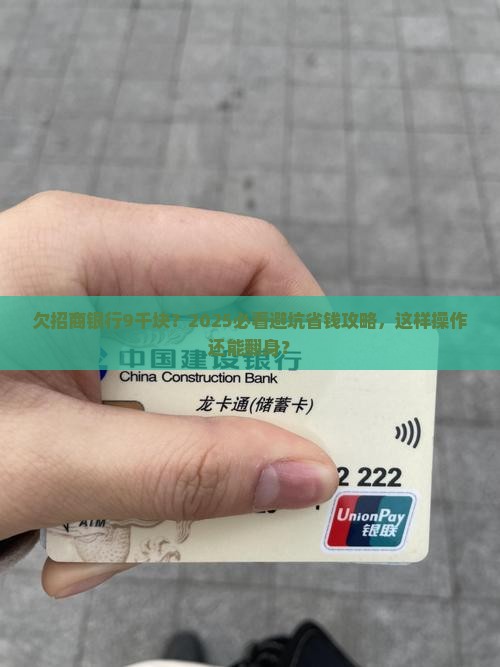 欠招商银行9千块？2025必看避坑省钱攻略，这样操作
还能翻身？
中国建设银行
China Construction Bank
龙卡通(储蓄卡)
2 222
ATM
UnionPay
银联